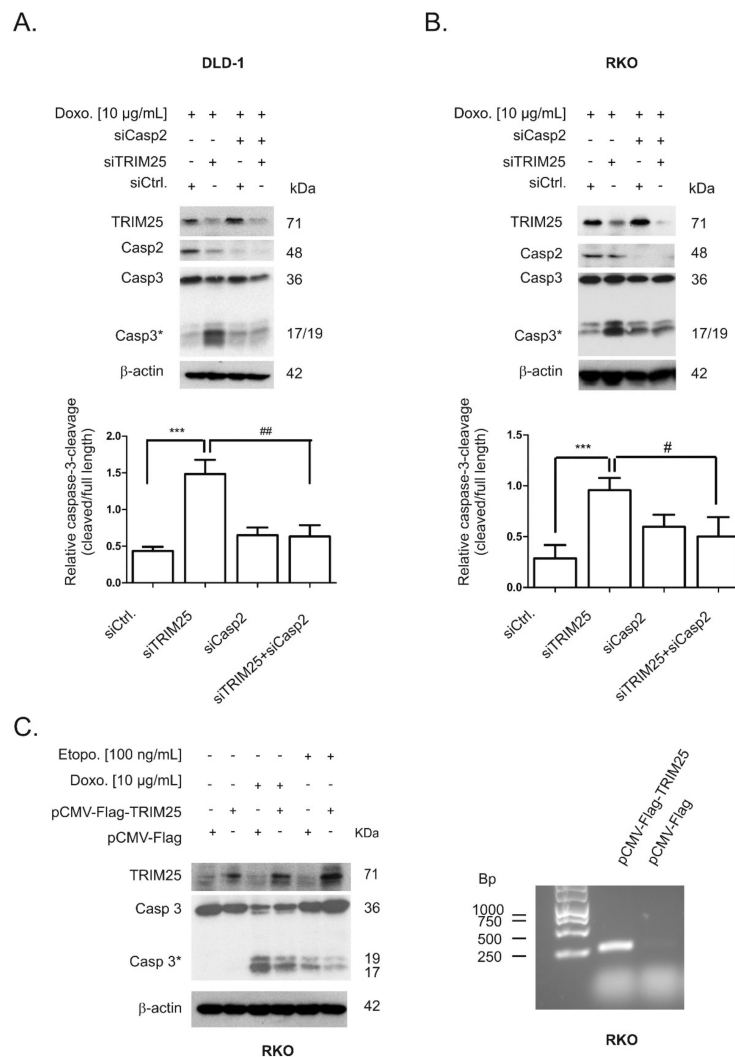 A.
DLD-1
Doxo. [10 µg/mL] + + + +
siCasp2 - - + +
siTRIM25 - + - +
siCtrl. + - + - kDa
TRIM25 71
Casp2 48
Casp3 36
Casp3* 17/19
β-actin 42
Relative caspase-3-cleavage
(cleaved/full length)
2.0
1.5
1.0
0.5
0.0
***
##
siCtrl.
siTRIM25
siCasp2
siTRIM25+siCasp2
B.
RKO
Doxo. [10 µg/mL] + + + +
siCasp2 - - + +
siTRIM25 - + - +
siCtrl. + - + - kDa
TRIM25 71
Casp2 48
Casp3 36
Casp3* 17/19
β-actin 42
Relative caspase-3-cleavage
(cleaved/full length)
1.5
1.0
0.5
0.0
***
#
siCtrl.
siTRIM25
siCasp2
siTRIM25+siCasp2
C.
Etopo. [100 ng/mL] - - - - + +
Doxo. [10 µg/mL] - - + + - -
pCMV-Flag-TRIM25 - + - + - +
pCMV-Flag + - + - + - KDa
TRIM25 71
Casp 3 36
Casp 3* 19
17
β-actin 42
RKO
pCMV-Flag-TRIM25
pCMV-Flag
Bp
1000
750
500
250
RKO